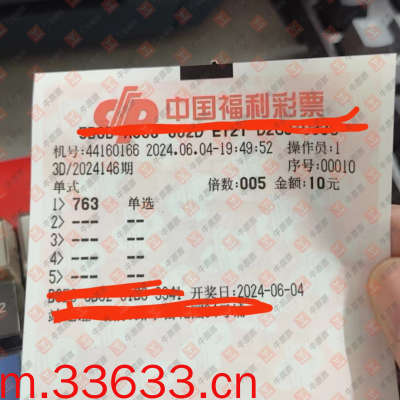 中国福利彩票
机号:44160166 2024.06.04-19:49:52 操作员:1
3D/2024146期 序号:00010
单式 倍数:005 金额:10元
1> 763 单选
2> ---
3> ---
4> ---
5> ---
开奖日:2024-06-04
m.33633.cn